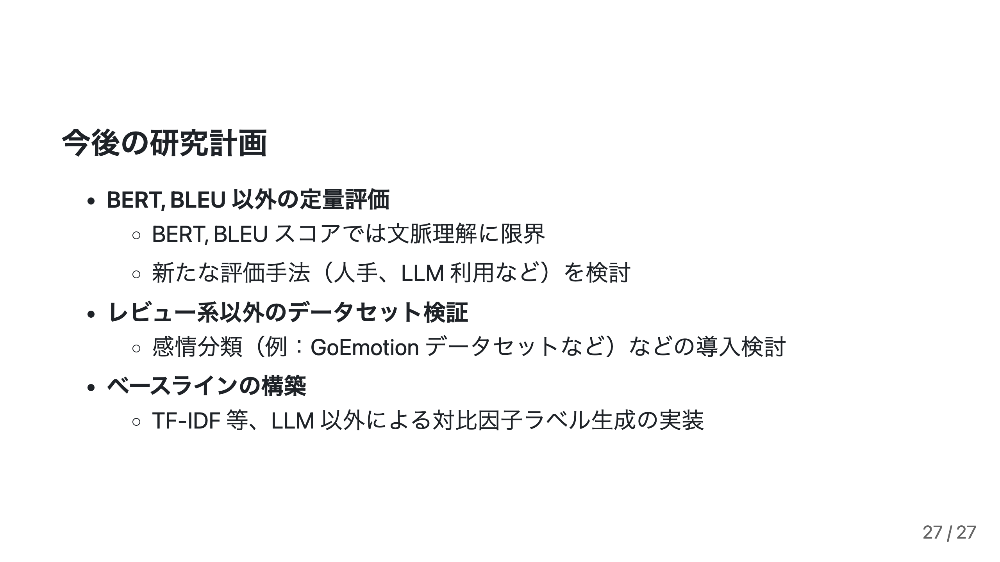 今後の研究計画
BERT, BLEU 以外の定量評価
BERT, BLEU スコアでは文脈理解に限界
新たな評価手法（人手、LLM 利用など）を検討
レビュー系以外のデータセット検証
感情分類（例：GoEmotion データセットなど）などの導入検討
ベースラインの構築
TF-IDF 等、LLM 以外による対比因子ラベル生成の実装
27 / 27